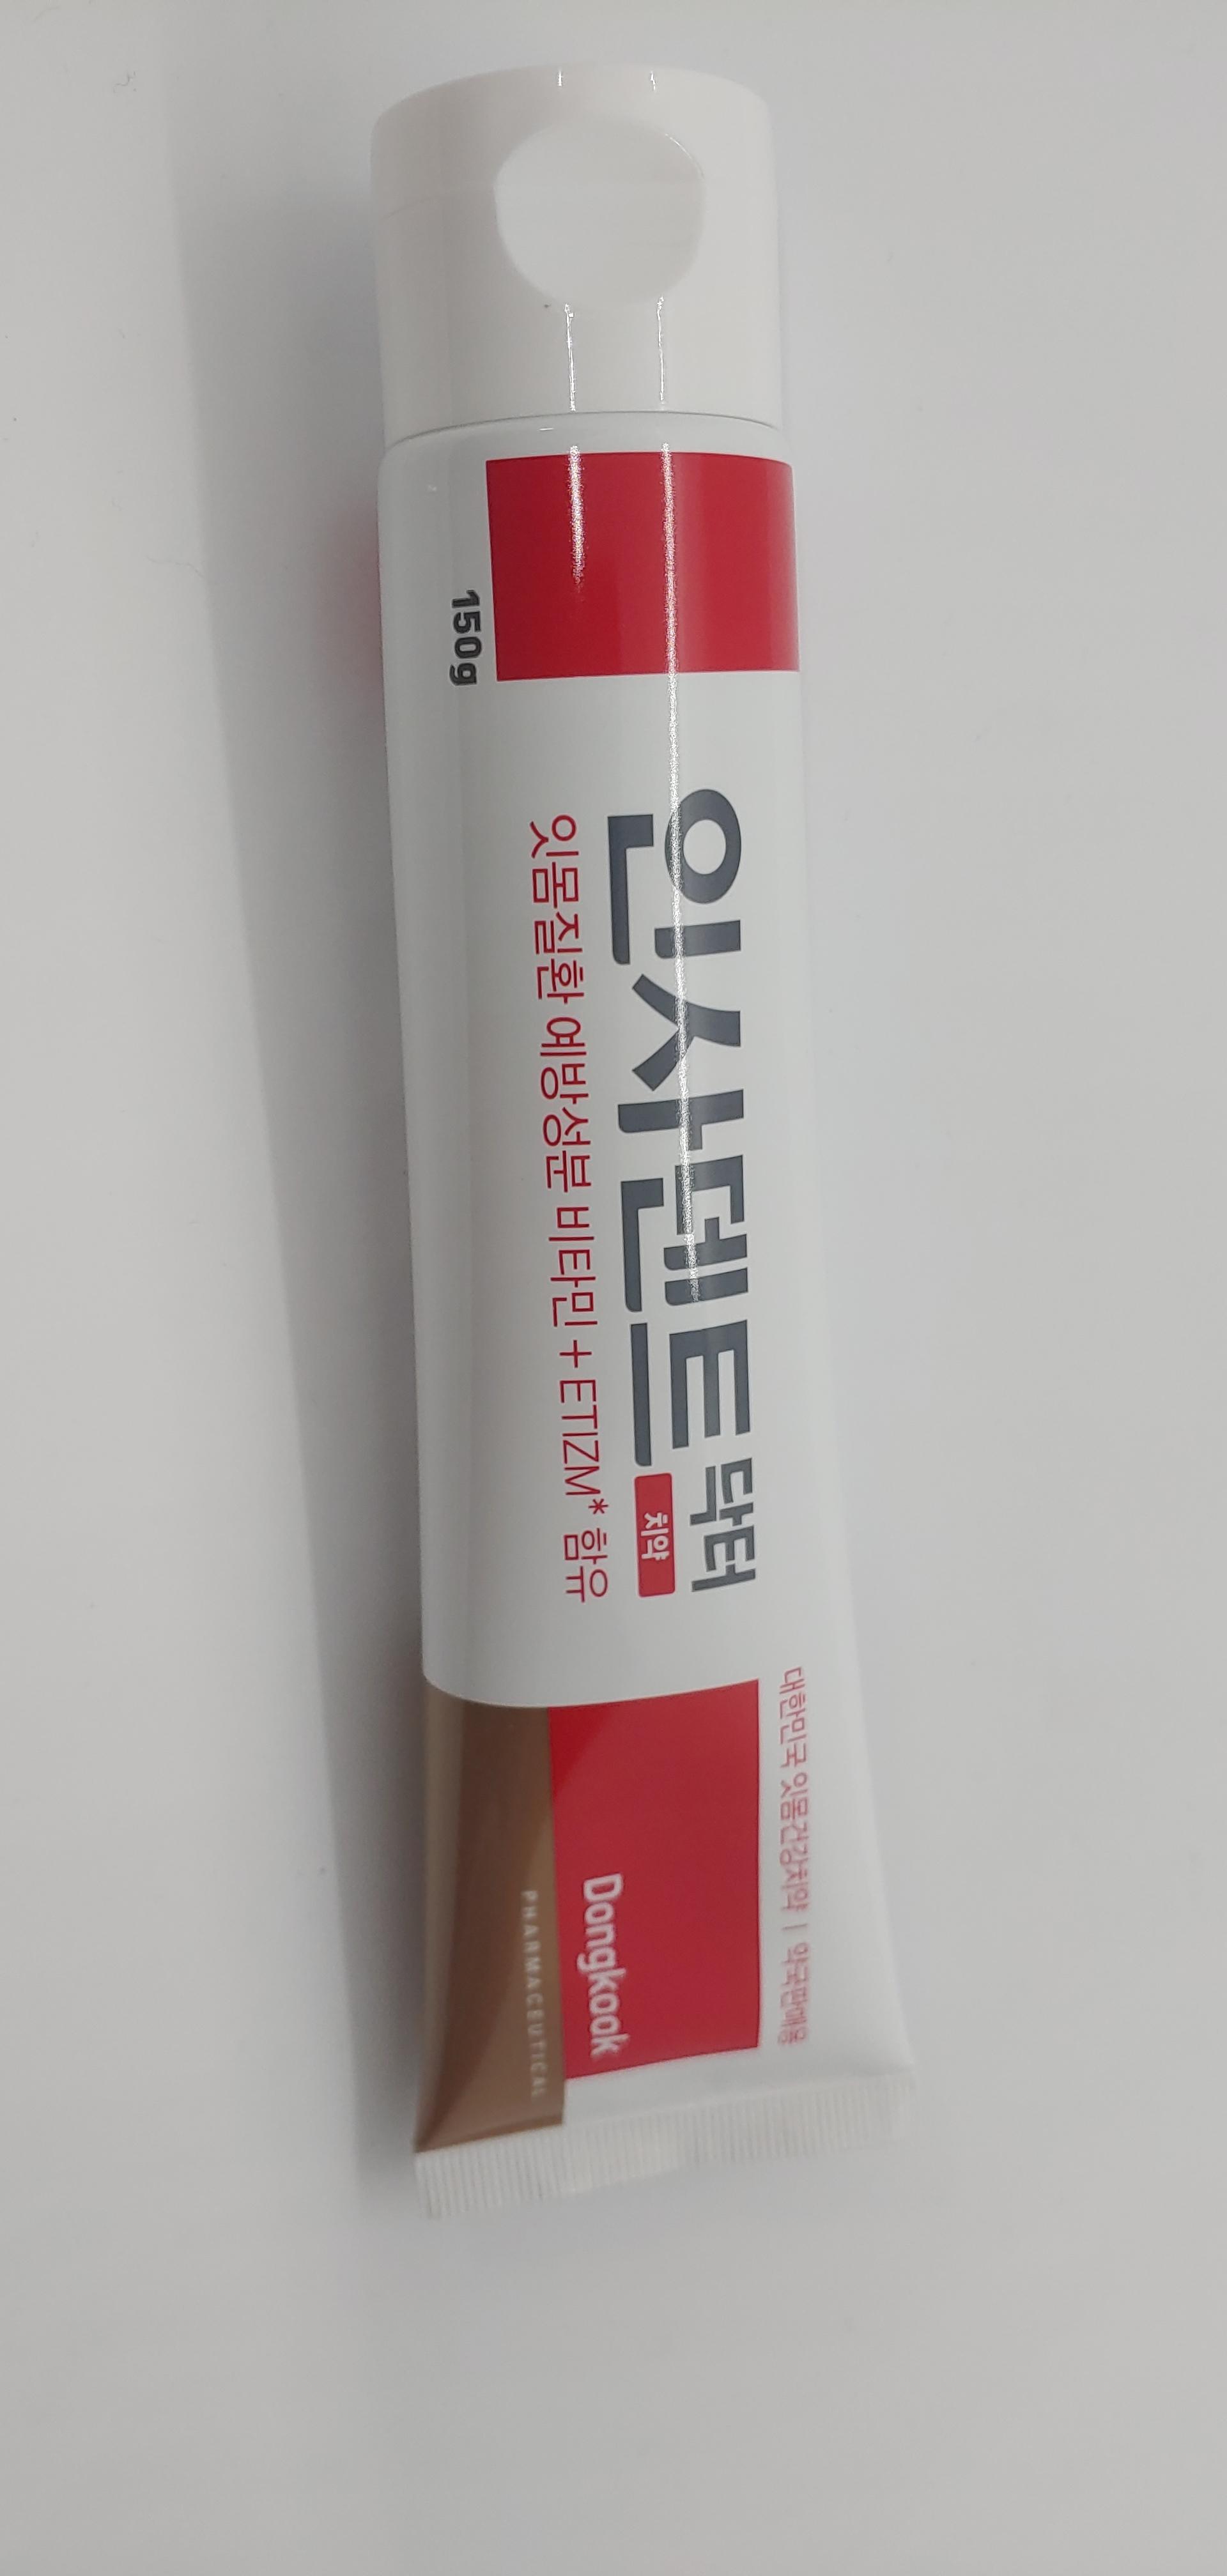 대한민국 잇몸건강치약 | 약국판매용
인사덴트 닥터
치약
잇몸질환 예방성분 비타민 + ETIZM* 함유
150g
Dongkook
PHARMACEUTICAL